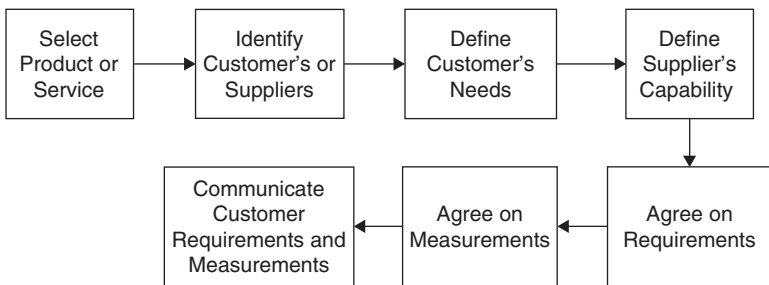 Select
Product or
Service
Identify
Customer's or
Suppliers
Define
Customer's
Needs
Define
Supplier's
Capability
Agree on
Requirements
Agree on
Measurements
Communicate
Customer
Requirements and
Measurements